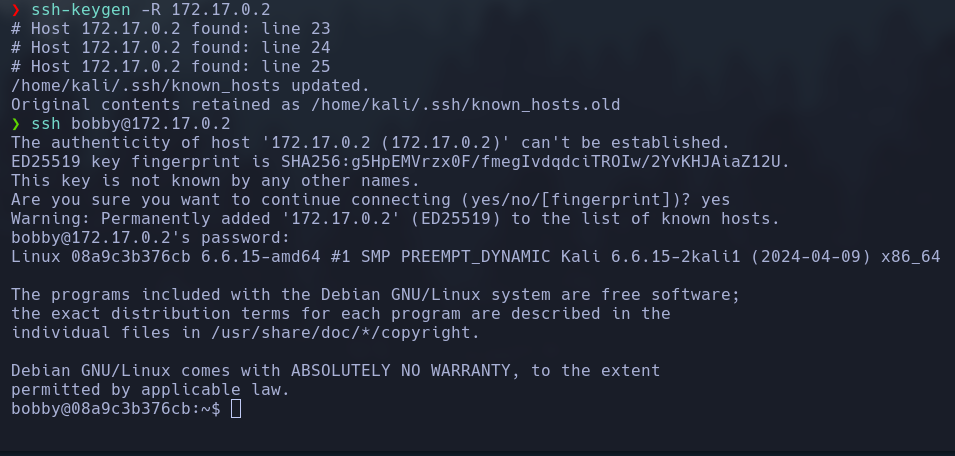 ❯ ssh-keygen -R 172.17.0.2
# Host 172.17.0.2 found: line 23
# Host 172.17.0.2 found: line 24
# Host 172.17.0.2 found: line 25
/home/kali/.ssh/known_hosts updated.
Original contents retained as /home/kali/.ssh/known_hosts.old
❯ ssh bobby@172.17.0.2
The authenticity of host '172.17.0.2 (172.17.0.2)' can't be established.
ED25519 key fingerprint is SHA256:g5HpEMVrzx0F/fmegIvdqdciTROIw/2YvKHJAiaZ12U.
This key is not known by any other names.
Are you sure you want to continue connecting (yes/no/[fingerprint])? yes
Warning: Permanently added '172.17.0.2' (ED25519) to the list of known hosts.
bobby@172.17.0.2's password:
Linux 08a9c3b376cb 6.6.15-amd64 #1 SMP PREEMPT_DYNAMIC Kali 6.6.15-2kali1 (2024-04-09) x86_64
The programs included with the Debian GNU/Linux system are free software;
the exact distribution terms for each program are described in the
individual files in /usr/share/doc/*/copyright.
Debian GNU/Linux comes with ABSOLUTELY NO WARRANTY, to the extent
permitted by applicable law.
bobby@08a9c3b376cb:~$